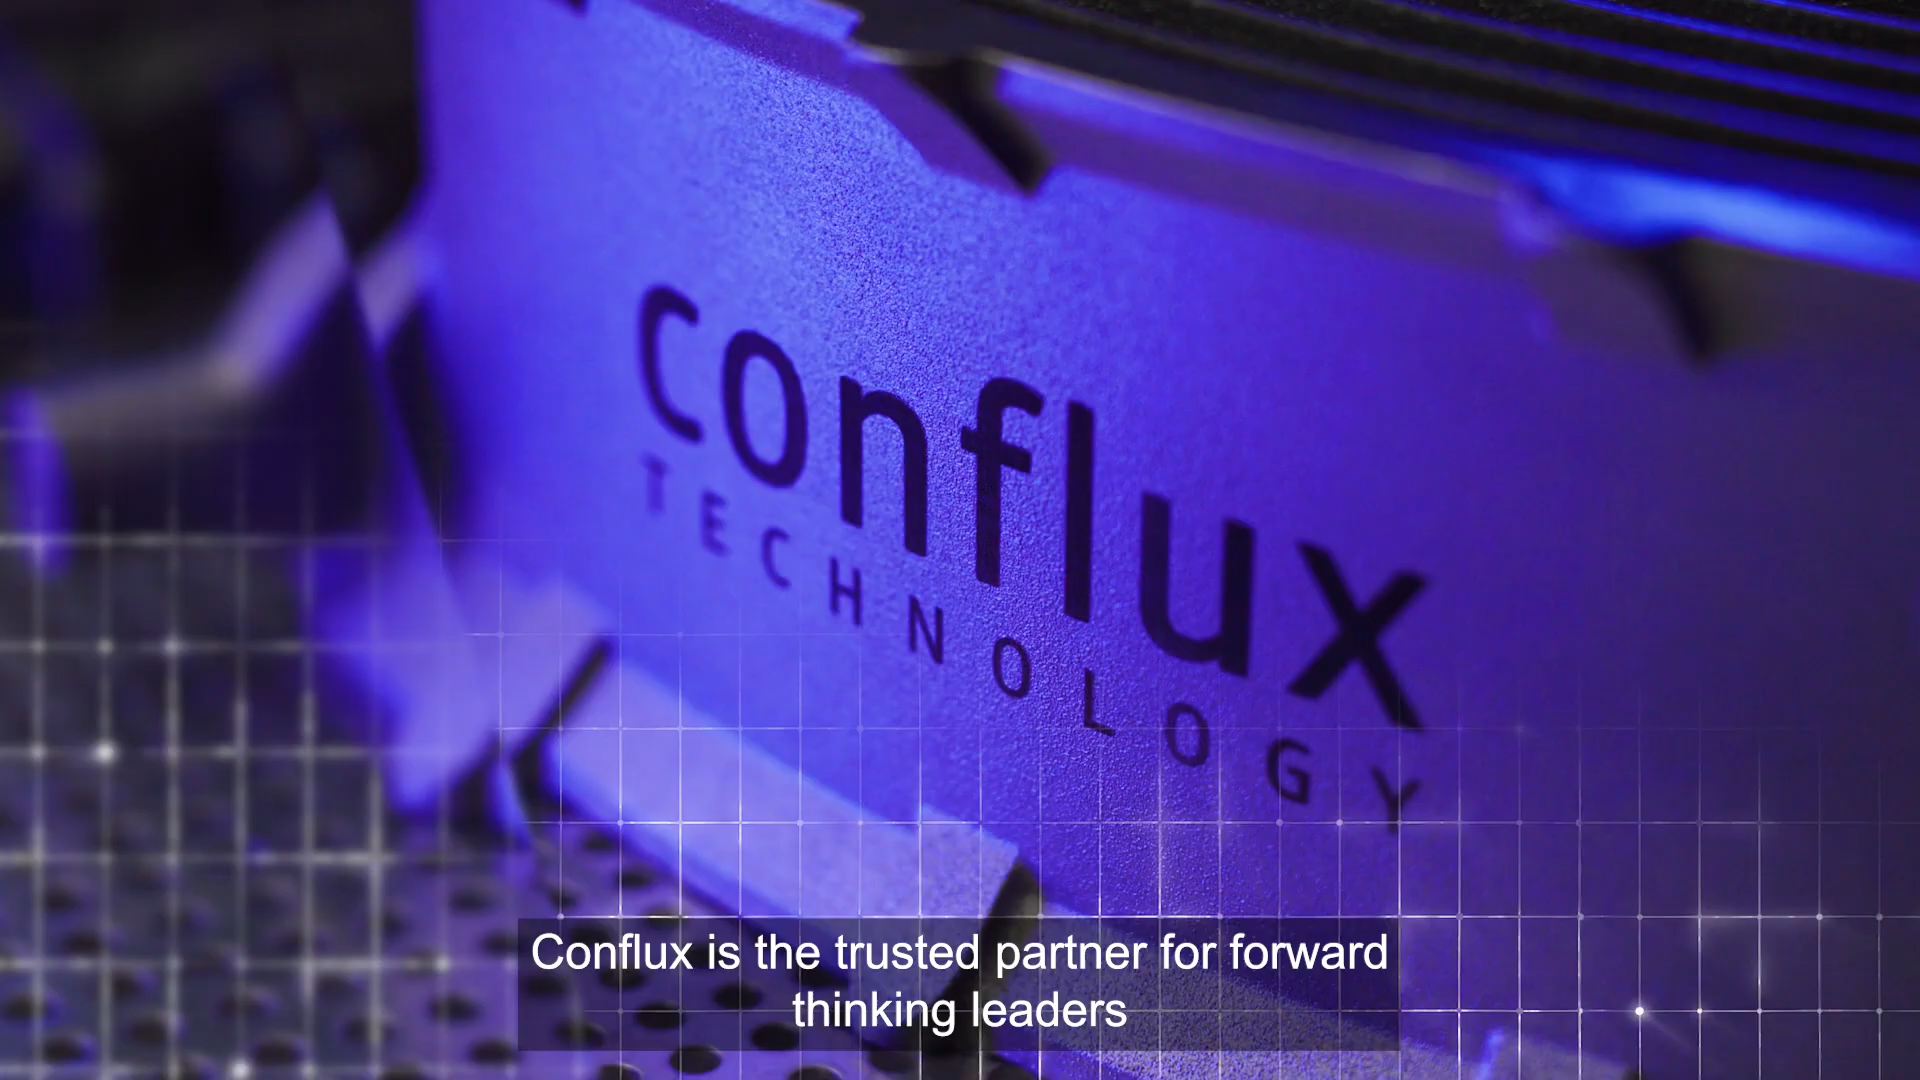 conflux
TECHNOLOGY
Conflux is the trusted partner for forward
thinking leaders